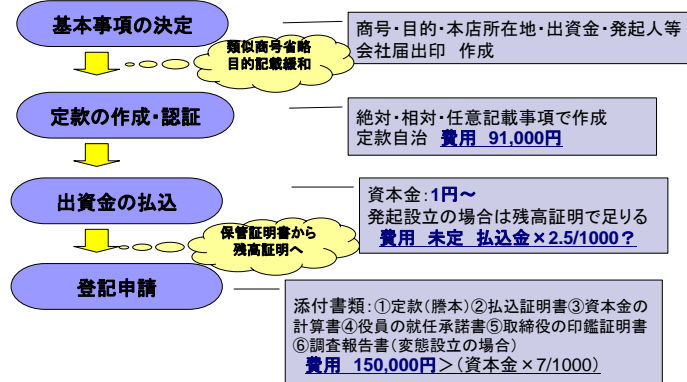 基本事項の決定
商号・目的・本店所在地・出資金・発起人等
会社届出印 作成
類似商号省略
目的記載緩和
定款の作成・認証
絶対・相対・任意記載事項で作成
定款自治 費用 91,000円
出資金の払込
資本金:1円~
発起設立の場合は残高証明で足りる
費用 未定 払込金×2.5/1000?
保管証明書から
残高証明へ
登記申請
添付書類:①定款(謄本)②払込証明書③資本金の
計算書④役員の就任承諾書⑤取締役の印鑑証明書
⑥調査報告書(変態設立の場合)
費用 150,000円>(資本金×7/1000)